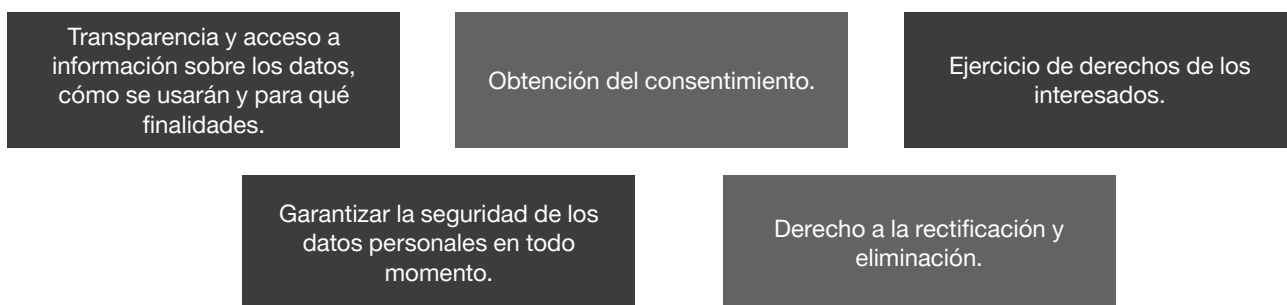 Transparencia y acceso a
información sobre los datos,
cómo se usarán y para qué
finalidades.
Obtención del consentimiento.
Ejercicio de derechos de los
interesados.
Garantizar la seguridad de los
datos personales en todo
momento.
Derecho a la rectificación y
eliminación.